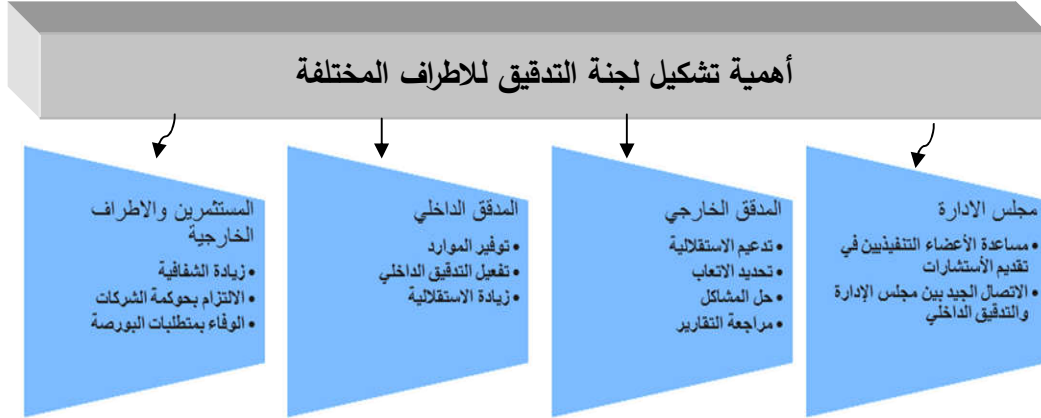 أهمية تشكيل لجنة التدقيق للاطراف المختلفة
مجلس الادارة
• مساعدة الأعضاء التنفيذيين في
تقديم الأستشارات
• الاتصال الجيد بين مجلس الإدارة
والتدقيق الداخلي
المدقق الخارجي
• تدعيم الاستقلالية
• تحديد الاتعاب
• حل المشاكل
• مراجعة التقارير
المدقق الداخلي
• توفير الموارد
• تفعيل التدقيق الداخلي
• زيادة الاستقلالية
المستثمرين والاطراف
الخارجية
• زيادة الشفافية
• الالتزام بحوكمة الشركات
• الوفاء بمتطلبات البورصة